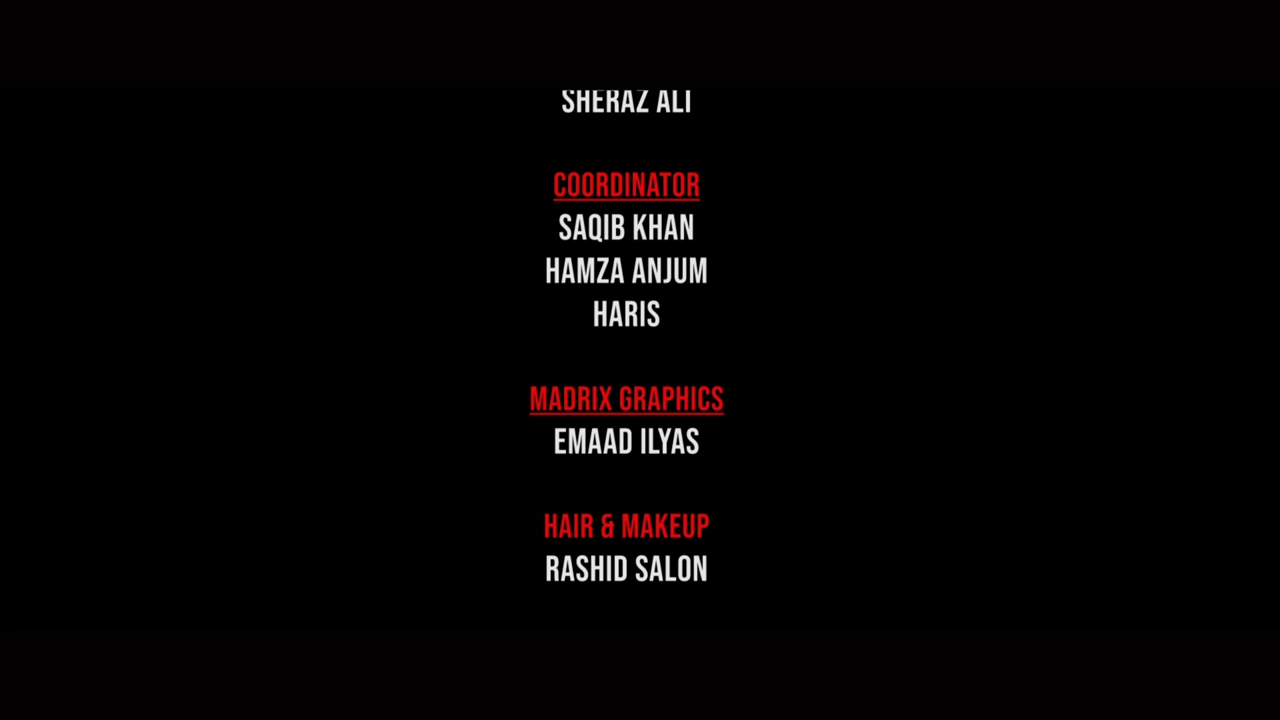 SHERAZ ALI
COORDINATOR
SAQIB KHAN
HAMZA ANJUM
HARIS
MADRIX GRAPHICS
EMAAD ILYAS
HAIR & MAKEUP
RASHID SALON